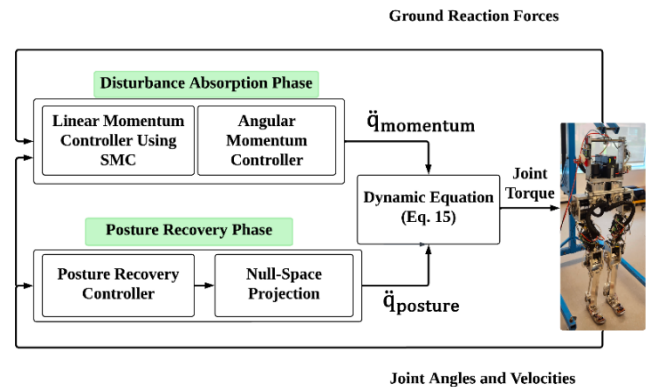 Ground Reaction Forces
Disturbance Absorption Phase
Linear Momentum
Controller Using
SMC
Angular
Momentum
Controller
q̈momentum
Dynamic Equation
(Eq. 15)
Joint
Torque
Posture Recovery Phase
Posture Recovery
Controller
Null-Space
Projection
q̈posture
Joint Angles and Velocities